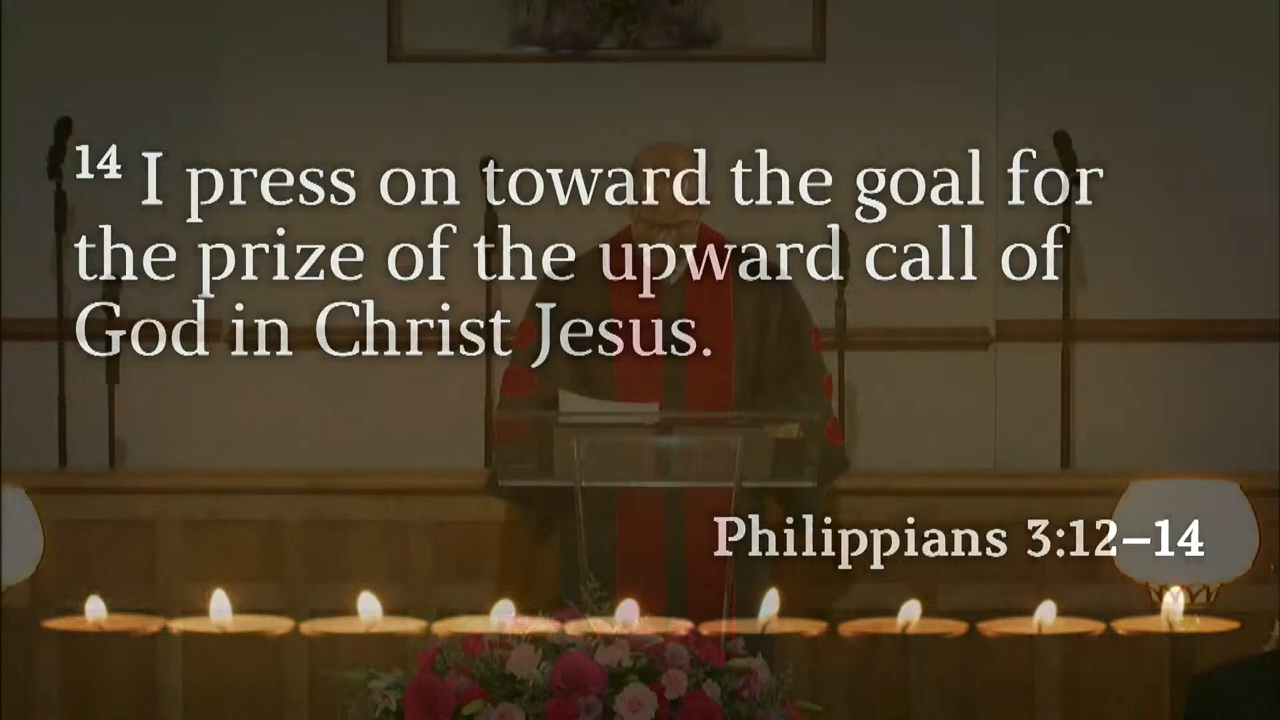 14 I press on toward the goal for
the prize of the upward call of
God in Christ Jesus.
Philippians 3:12–14